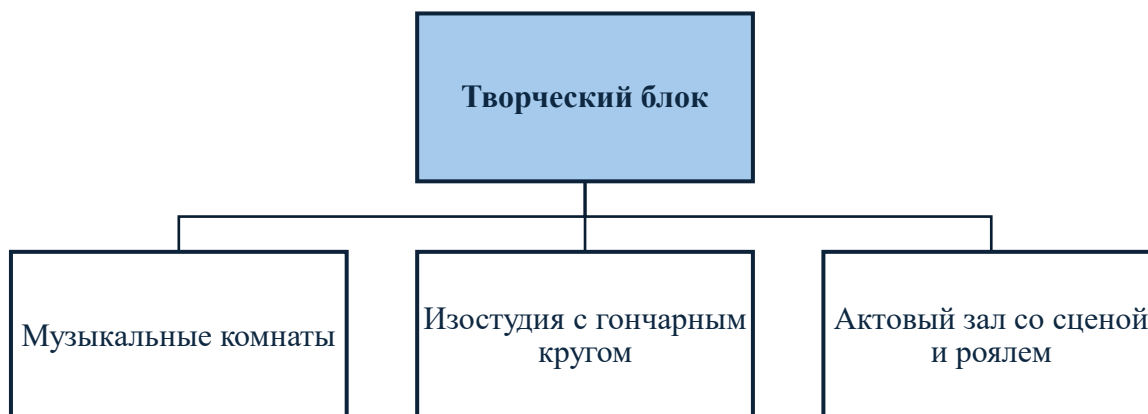 Творческий блок
Музыкальные комнаты
Изостудия с гончарным
кругом
Актовый зал со сценой
и роялем